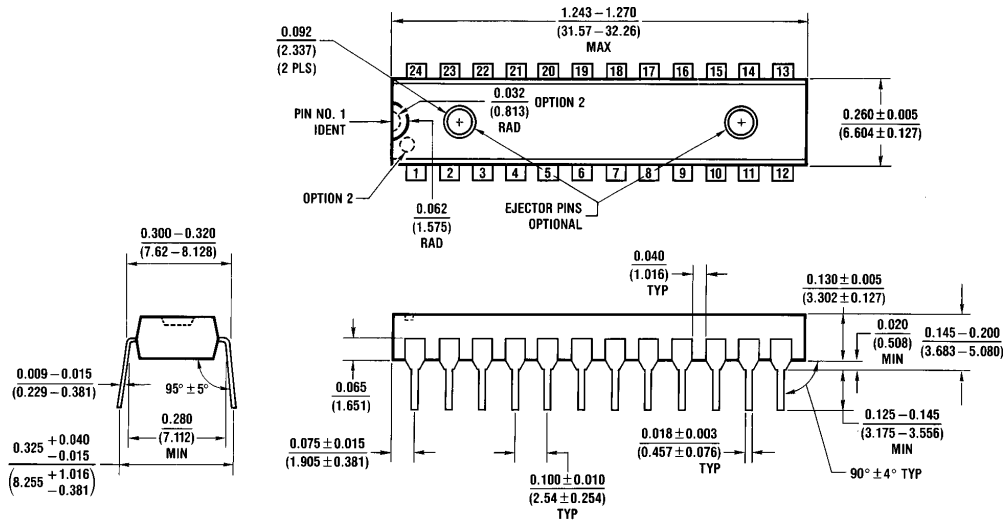 1.243 – 1.270
(31.57 – 32.26)
MAX
0.092
(2.337)
(2 PLS)
24 23 22 21 20 19 18 17 16 15 14 13
0.032
(0.813)
RAD
OPTION 2
PIN NO. 1
IDENT
0.260 ± 0.005
(6.604 ± 0.127)
1 2 3 4 5 6 7 8 9 10 11 12
OPTION 2
0.062
(1.575)
RAD
EJECTOR PINS
OPTIONAL
0.300 – 0.320
(7.62 – 8.128)
0.009 – 0.015
(0.229 – 0.381)
95° ± 5°
0.280
(7.112)
MIN
0.325 + 0.040
– 0.015
(8.255 + 1.016
– 0.381)
0.040
(1.016)
TYP
0.130 ± 0.005
(3.302 ± 0.127)
0.020
(0.508)
MIN
0.145 – 0.200
(3.683 – 5.080)
0.065
(1.651)
0.125 – 0.145
(3.175 – 3.556)
MIN
0.075 ± 0.015
(1.905 ± 0.381)
0.018 ± 0.003
(0.457 ± 0.076)
TYP
90° ± 4° TYP
0.100 ± 0.010
(2.54 ± 0.254)
TYP